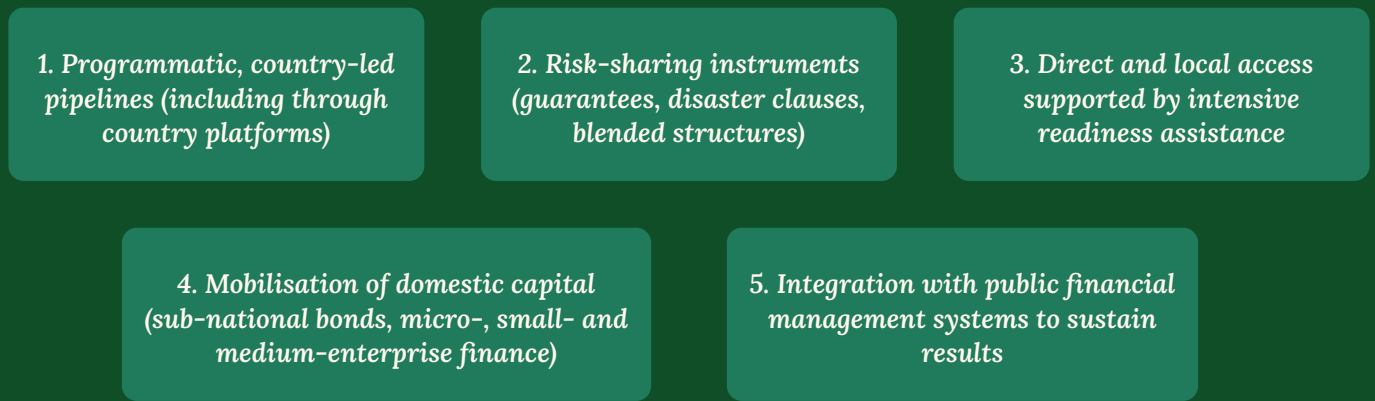 1. Programmatic, country-led
pipelines (including through
country platforms)
2. Risk-sharing instruments
(guarantees, disaster clauses,
blended structures)
3. Direct and local access
supported by intensive
readiness assistance
4. Mobilisation of domestic capital
(sub-national bonds, micro-, small- and
medium-enterprise finance)
5. Integration with public financial
management systems to sustain
results